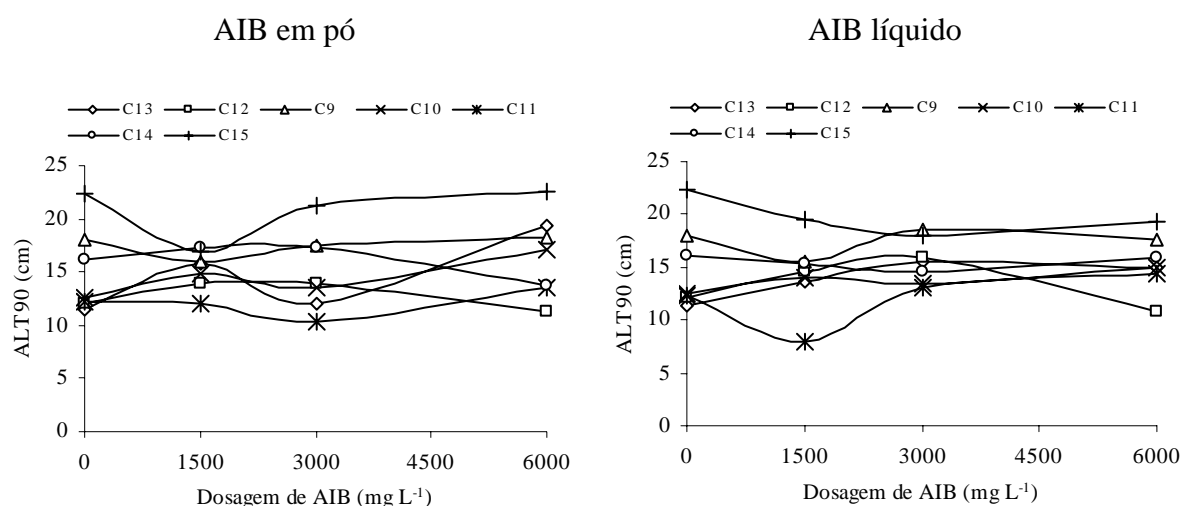 AIB em pó
C13 C12 C9 C10 C11
C14 C15
25
20
15
10
5
0
ALT90 (cm)
0 1500 3000 4500 6000
Dosagem de AIB (mg L-1)
AIB líquido
C13 C12 C9 C10 C11
C14 C15
25
20
15
10
5
0
ALT90 (cm)
0 1500 3000 4500 6000
Dosagem de AIB (mg L-1)